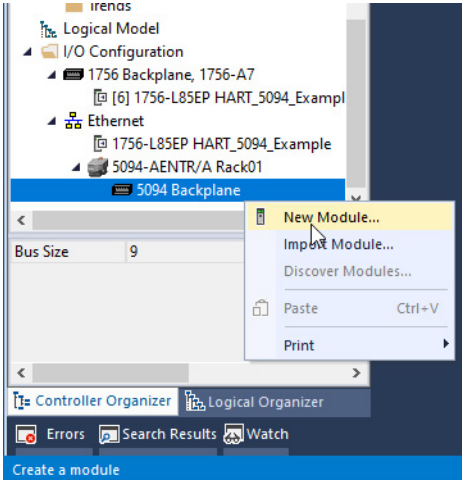 Trends
Logical Model
I/O Configuration
1756 Backplane, 1756-A7
[6] 1756-L85EP HART_5094_Exampl
Ethernet
1756-L85EP HART_5094_Example
5094-AENTR/A Rack01
5094 Backplane
New Module...
Import Module...
Bus Size 9
Discover Modules...
Paste Ctrl+V
Print
Controller Organizer Logical Organizer
Errors Search Results Watch
Create a module